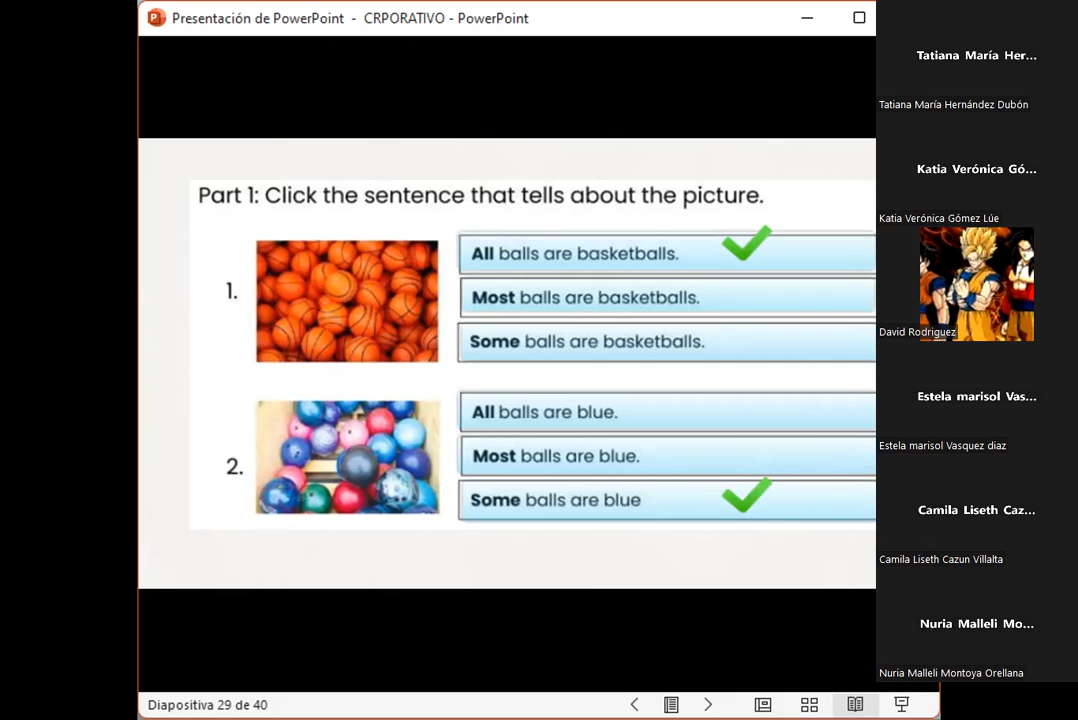 Presentación de PowerPoint - CRPORATIVO - PowerPoint
Part 1: Click the sentence that tells about the picture.
1.
All balls are basketballs.
Most balls are basketballs.
Some balls are basketballs.
2.
All balls are blue.
Most balls are blue.
Some balls are blue
Diapositiva 29 de 40
Tatiana María Her...
Tatiana María Hernández Dubón
Katia Verónica Gó...
Katia Verónica Gómez Lúe
David Rodriguez
Estela marisol Vas...
Estela marisol Vasquez diaz
Camila Liseth Caz...
Camila Liseth Cazun Villalta
Nuria Malleli Mo...
Nuria Malleli Montoya Orellana